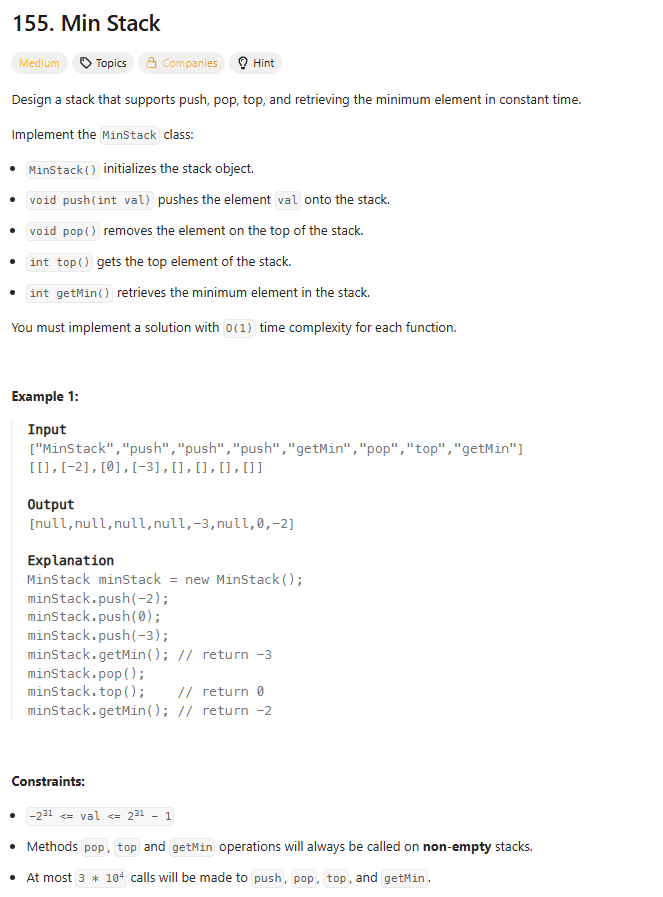 155. Min Stack
Medium Topics Companies Hint
Design a stack that supports push, pop, top, and retrieving the minimum element in constant time.
Implement the MinStack class:
• MinStack() initializes the stack object.
• void push(int val) pushes the element val onto the stack.
• void pop() removes the element on the top of the stack.
• int top() gets the top element of the stack.
• int getMin() retrieves the minimum element in the stack.
You must implement a solution with O(1) time complexity for each function.
Example 1:
Input
["MinStack","push","push","push","getMin","pop","top","getMin"]
[[],[-2],[0],[-3],[],[],[],[]]
Output
[null,null,null,null,-3,null,0,-2]
Explanation
MinStack minStack = new MinStack();
minStack.push(-2);
minStack.push(0);
minStack.push(-3);
minStack.getMin(); // return -3
minStack.pop();
minStack.top();    // return 0
minStack.getMin(); // return -2
Constraints:
• -2³¹ <= val <= 2³¹ - 1
• Methods pop, top and getMin operations will always be called on non-empty stacks.
• At most 3 * 10⁴ calls will be made to push, pop, top, and getMin.